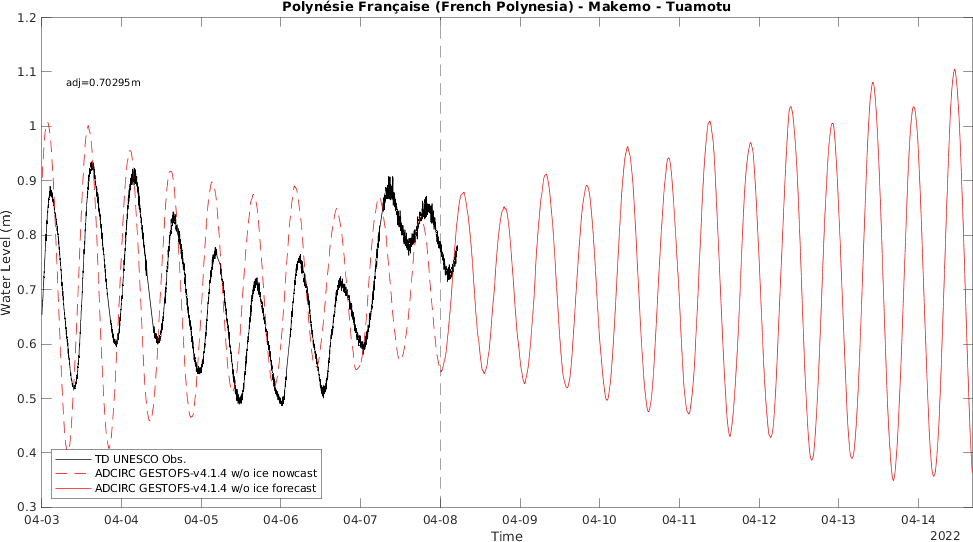 Polynésie Française (French Polynesia) - Makemo - Tuamotu
1.2
1.1
1
0.9
0.8
0.7
0.6
0.5
0.4
0.3
Water Level (m)
adj=0.70295m
TD UNESCO Obs.
ADCIRC GESTOFS-v4.1.4 w/o ice nowcast
ADCIRC GESTOFS-v4.1.4 w/o ice forecast
04-03 04-04 04-05 04-06 04-07 04-08 04-09 04-10 04-11 04-12 04-13 04-14
Time
2022